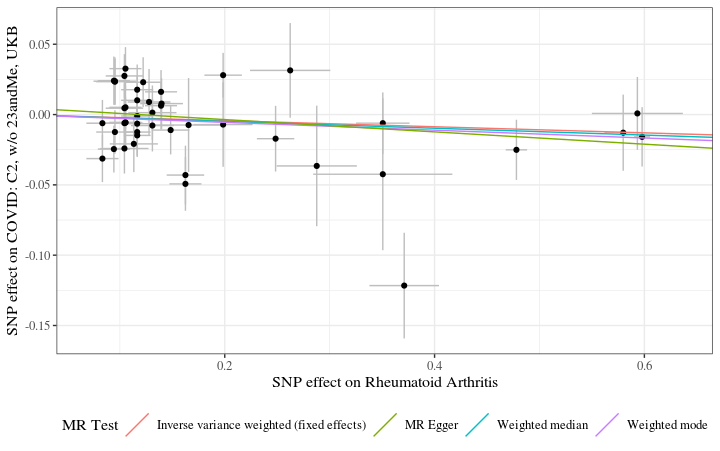 SNP effect on COVID: C2, w/o 23andMe, UKB
0.05
0.00
-0.05
-0.10
-0.15
0.2
0.4
0.6
SNP effect on Rheumatoid Arthritis
MR Test
Inverse variance weighted (fixed effects)
MR Egger
Weighted median
Weighted mode